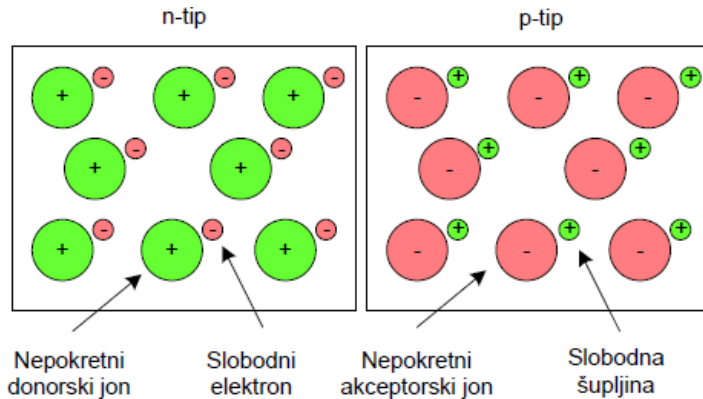 n-tip
p-tip
+ - + - + -
- + - + - +
+ - + -
- + - +
+ - + - + -
- + - + - +
Nepokretni
donorski jon
Slobodni
elektron
Nepokretni
akceptorski jon
Slobodna
šupljina